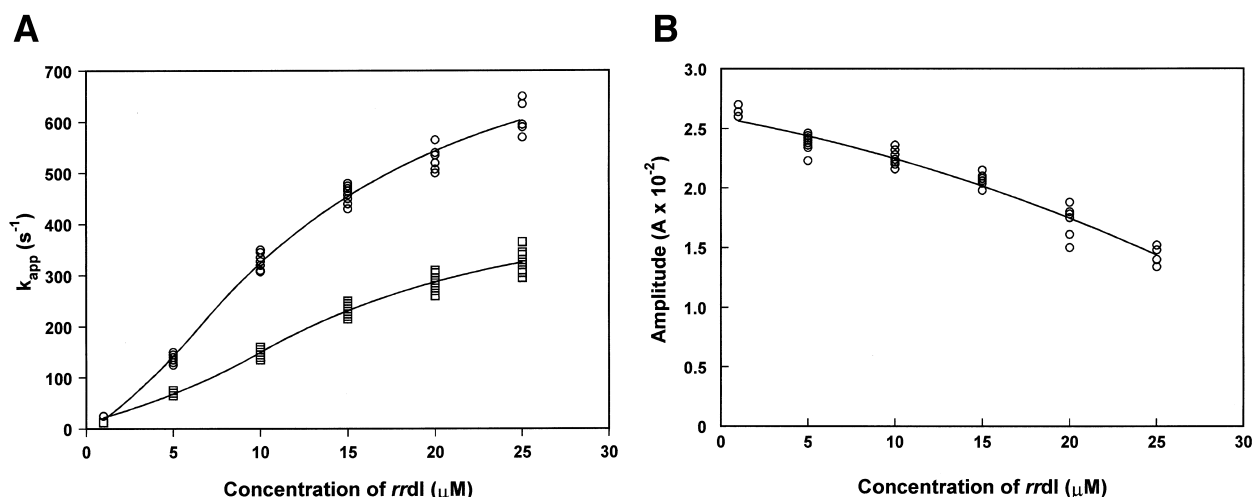 A
700
600
500
400
300
200
100
0
kapp (s-1)
0 5 10 15 20 25 30
Concentration of rrdI (μM)
B
3.0
2.5
2.0
1.5
1.0
0.5
0
Amplitude (A x 10-2)
0 5 10 15 20 25 30
Concentration of rrdI (μM)